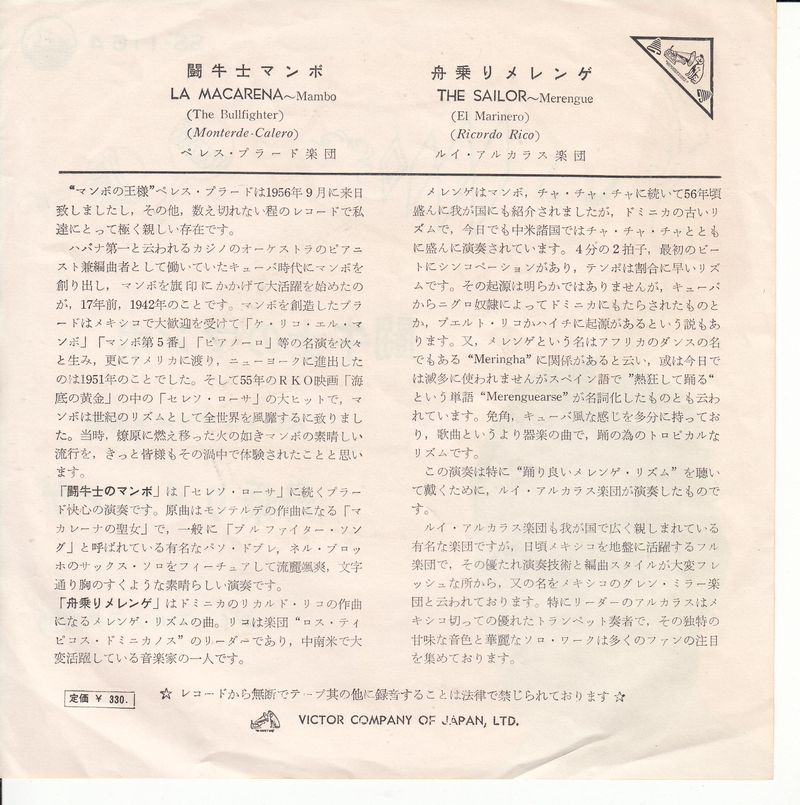 闘牛士マンボ
LA MACARENA～Mambo
(The Bullfighter)
(Monterde-Calero)
ペレス・プラード楽団
舟乗りメレンゲ
THE SAILOR～Merengue
(El Marinero)
(Ricardo Rico)
ルイ・アルカラス楽団
“マンボの王様”ペレス・プラードは1956年9月に来日
致しましたし，その他，数え切れない程のレコードで私
達にとって極く親しい存在です。
ハバナ第一と云われるカジノのオーケストラのピアニ
スト兼編曲者として働いていたキューバ時代にマンボを
創り出し，マンボを旗印にかかげて大活躍を始めたの
が，17年前，1942年のことです。マンボを創造したプラ
ードはメキシコで大歓迎を受けて「ケ・リコ・エル・マ
ンボ」「マンボ第5番」「ピアノーロ」等の名演を次々
と生み，更にアメリカに渡り，ニューヨークに進出した
のは1951年のことでした。そして55年のRKO映画「海
底の黄金」の中の「セレソ・ローサ」の大ヒットで，マ
ンボは世紀のリズムとして全世界を風靡するに致りまし
た。当時，燎原に燃え移った火の如きマンボの素晴しい
流行を，きっと皆様もその渦中で体験されたことと思い
ます。
「闘牛士のマンボ」は「セレソ・ローサ」に続くプラー
ド快心の演奏です。原曲はモンテルデの作曲になる「マ
カレーナの聖女」で，一般に「ブルファイター・ソン
グ」と呼ばれている有名なパソ・ドブレ，ネル・ブロッ
ホのサックス・ソロをフィーチュアして流麗颯爽，文字
通り胸のすくような素晴らしい演奏です。
「舟乗りメレンゲ」はドミニカのリカルド・リコの作曲
になるメレンゲ・リズムの曲。リコは楽団“ロス・ティ
ピコス・ドミニカノス”のリーダーであり，中南米で大
変活躍している音楽家の一人です。
メレンゲはマンボ，チャ・チャ・チャに続いて56年頃
盛んに我が国にも紹介されましたが，ドミニカの古いリ
ズムで，今日でも中米諸国ではチャ・チャ・チャととも
に盛んに演奏されています。4分の2拍子，最初のビー
トにシンコペーションがあり，テンポは割合に早いリズ
ムです。その起源は明らかではありませんが，キューバ
からニグロ奴隷によってドミニカにもたらされたものと
か，プエルト・リコかハイチに起源があるという説もあ
ります。又，メレンゲという名はアフリカのダンスの名
でもある“Meringha”に関係があると云い，或は今日で
は滅多に使われませんがスペイン語で”熱狂して踊る“
という単語“Merenguearse”が名詞化したものとも云わ
れています。兎角，キューバ風な感じを多分に持ってお
り，歌曲というより器楽の曲で，踊の為のトロピカルな
リズムです。
この演奏は特に“踊り良いメレンゲ・リズム”を聴い
て戴くために，ルイ・アルカラス楽団が演奏したもので
す。
ルイ・アルカラス楽団も我が国で広く親しまれている
有名な楽団ですが，日頃メキシコを地盤に活躍するフル
楽団で，その優たれ演奏技術と編曲スタイルが大変フレ
ッシュな所から，又の名をメキシコのグレン・ミラー楽
団と云われております。特にリーダーのアルカラスはメ
キシコ切っての優れたトランペット奏者で，その独特の
甘味な音色と華麗なソロ・ワークは多くのファンの注目
を集めております。
定価 ￥ 330.
☆ レコードから無断でテープ其の他に録音することは法律で禁じられております ☆
VICTOR COMPANY OF JAPAN, LTD.